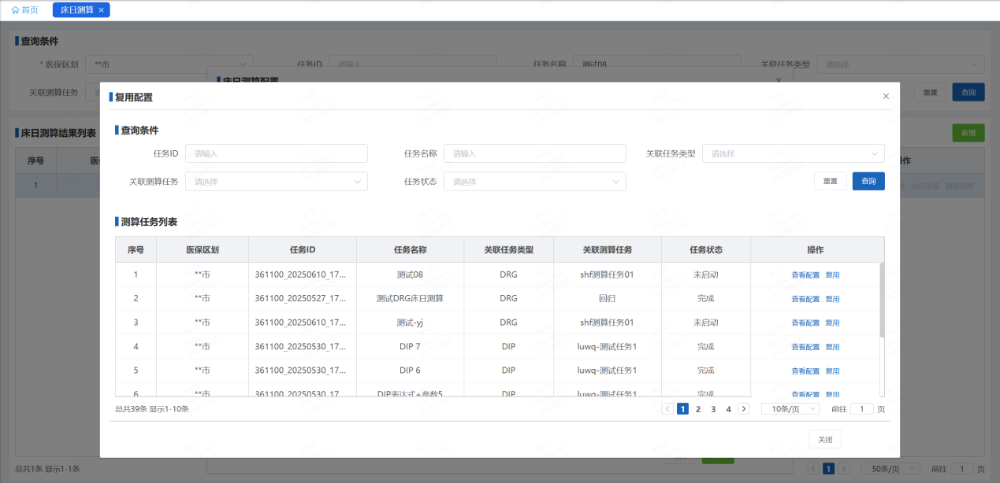 首页
床日测算 ×
查询条件
* 医保区划 **市 任务ID 请输入 任务名称 测试08 关联任务类型 请选择
床日测算配置
关联测算任务 重置 查询
复用配置
查询条件
任务ID 请输入 任务名称 请输入 关联任务类型 请选择
关联测算任务 请选择 任务状态 请选择 重置 查询
床日测算结果列表 新增
序号
1 执行进度 测算结果
测算任务列表
序号 医保区划 任务ID 任务名称 关联任务类型 关联测算任务 任务状态 操作
1 **市 361100_20250610_17... 测试08 DRG shf测算任务01 未启动 查看配置 复用
2 **市 361100_20250527_17... 测试DRG床日测算 DRG 回归 完成 查看配置 复用
3 **市 361100_20250610_17... 测试-yj DRG shf测算任务01 未启动 查看配置 复用
4 **市 361100_20250530_17... DIP 7 DIP luwq-测试任务1 完成 查看配置 复用
5 **市 361100_20250530_17... DIP 6 DIP luwq-测试任务1 完成 查看配置 复用
6 **市 361100_20250530_17... DIP表达式+参数5 DIP luwq-测试任务1 完成 查看配置 复用
总共39条 显示1-10条 1 2 3 4 10条/页 前往 1 页
关闭
总共1条 显示1-1条 1 50条/页 前往 1 页